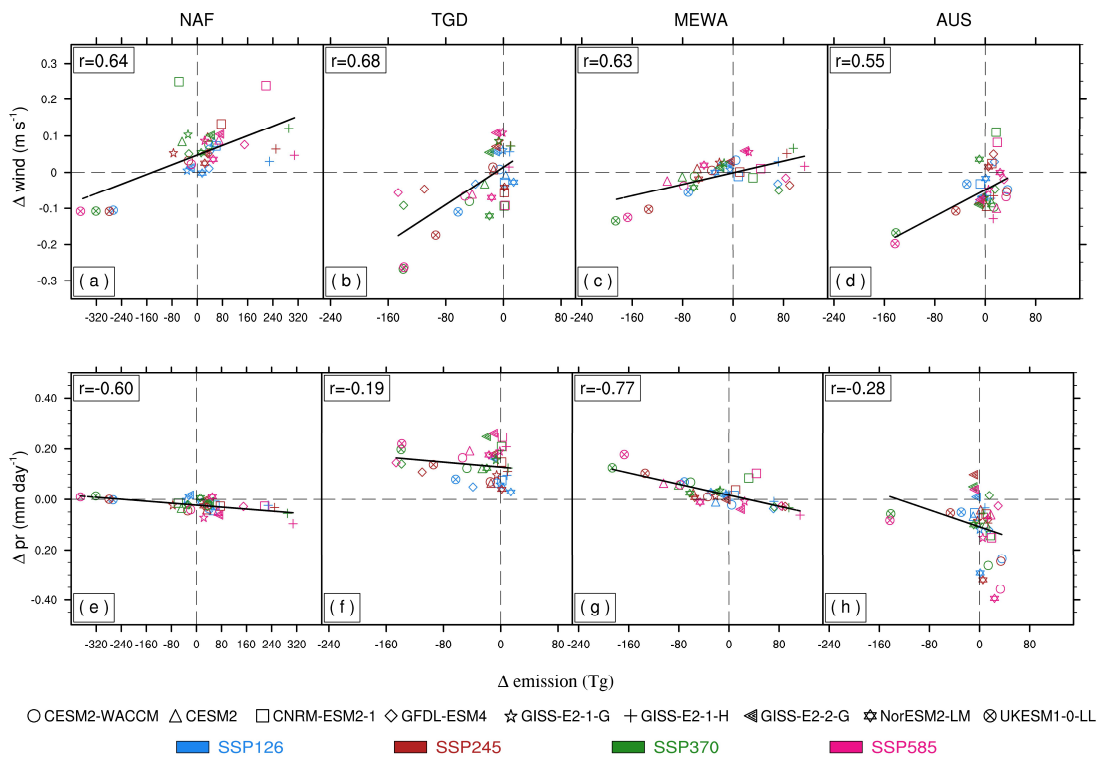 NAF TGD MEWA AUS
r=0.64 r=0.68 r=0.63 r=0.55
0.3
0.2
0.1
0
-0.1
-0.2
-0.3
Δ wind (m s⁻¹)
( a ) ( b ) ( c ) ( d )
-320 -240 -160 -80 0 80 160 240 320 -240 -160 -80 0 80 -240 -160 -80 0 80 -240 -160 -80 0 80
r=-0.60 r=-0.19 r=-0.77 r=-0.28
0.40
0.20
0.00
0.20
-0.40
Δ pr (mm day⁻¹)
( e ) ( f ) ( g ) ( h )
-320 -240 -160 -80 0 80 160 240 320 -240 -160 -80 0 80 -240 -160 -80 0 80 -240 -160 -80 0 80
Δ emission (Tg)
CESM2-WACCM CESM2 CNRM-ESM2-1 GFDL-ESM4 GISS-E2-1-G GISS-E2-1-H GISS-E2-2-G NorESM2-LM UKESM1-0-LL
SSP126 SSP245 SSP370 SSP585